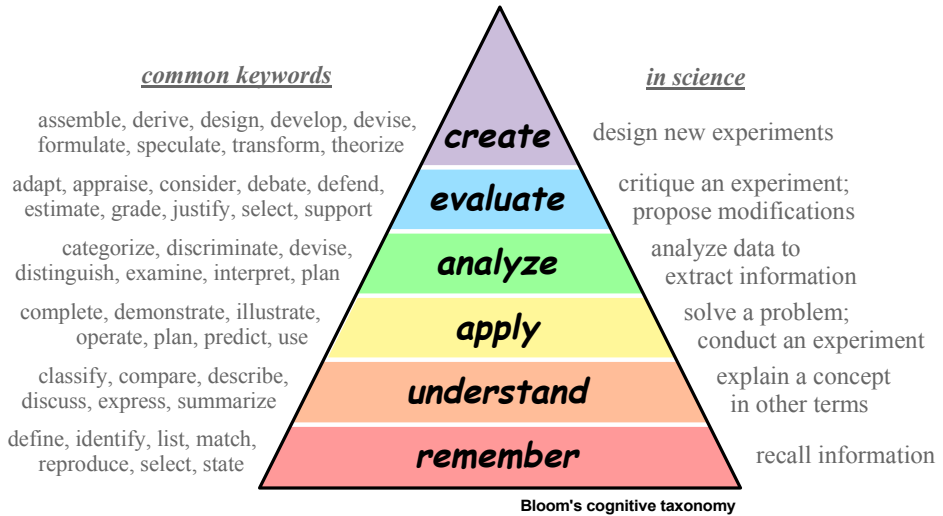 common keywords
in science
assemble, derive, design, develop, devise,
formulate, speculate, transform, theorize
create
design new experiments
adapt, appraise, consider, debate, defend,
estimate, grade, justify, select, support
evaluate
critique an experiment;
propose modifications
categorize, discriminate, devise,
distinguish, examine, interpret, plan
analyze
analyze data to
extract information
complete, demonstrate, illustrate,
operate, plan, predict, use
apply
solve a problem;
conduct an experiment
classify, compare, describe,
discuss, express, summarize
understand
explain a concept
in other terms
define, identify, list, match,
reproduce, select, state
remember
recall information
Bloom's cognitive taxonomy